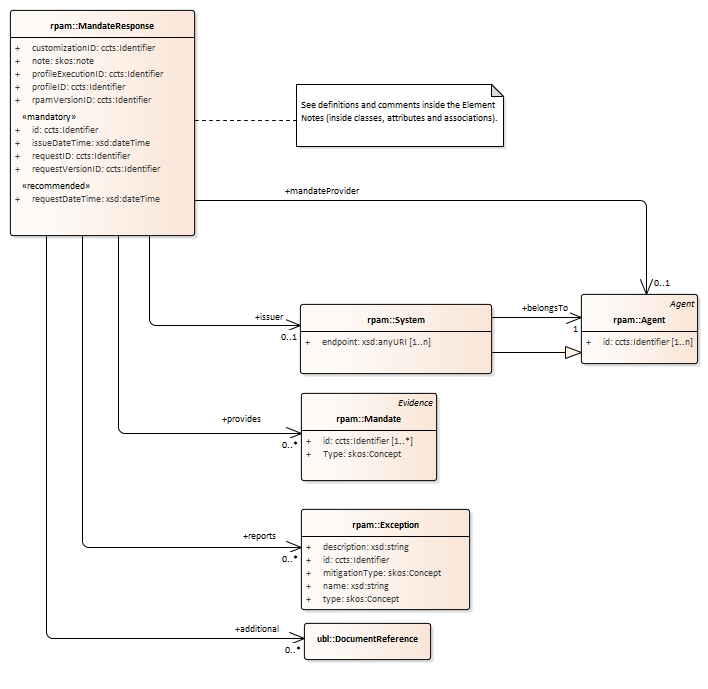 rpam::MandateResponse
+ customizationID: ccts:Identifier
+ note: skos:note
+ profileExecutionID: ccts:Identifier
+ profileID: ccts:Identifier
+ rpamVersionID: ccts:Identifier
«mandatory»
+ id: ccts:Identifier
+ issueDateTime: xsd:dateTime
+ requestID: ccts:Identifier
+ requestVersionID: ccts:Identifier
«recommended»
+ requestDateTime: xsd:dateTime
See definitions and comments inside the Element
Notes (inside classes, attributes and associations).
+mandateProvider
0..1
+issuer
0..1
rpam::System
+ endpoint: xsd:anyURI [1..n]
+belongsTo
1
Agent
rpam::Agent
+ id: ccts:Identifier [1..n]
+provides
0..*
Evidence
rpam::Mandate
+ id: ccts:Identifier [1..*]
+ Type: skos:Concept
+reports
0..*
rpam::Exception
+ description: xsd:string
+ id: ccts:Identifier
+ mitigationType: skos:Concept
+ name: xsd:string
+ type: skos:Concept
+additional
0..*
ubl::DocumentReference